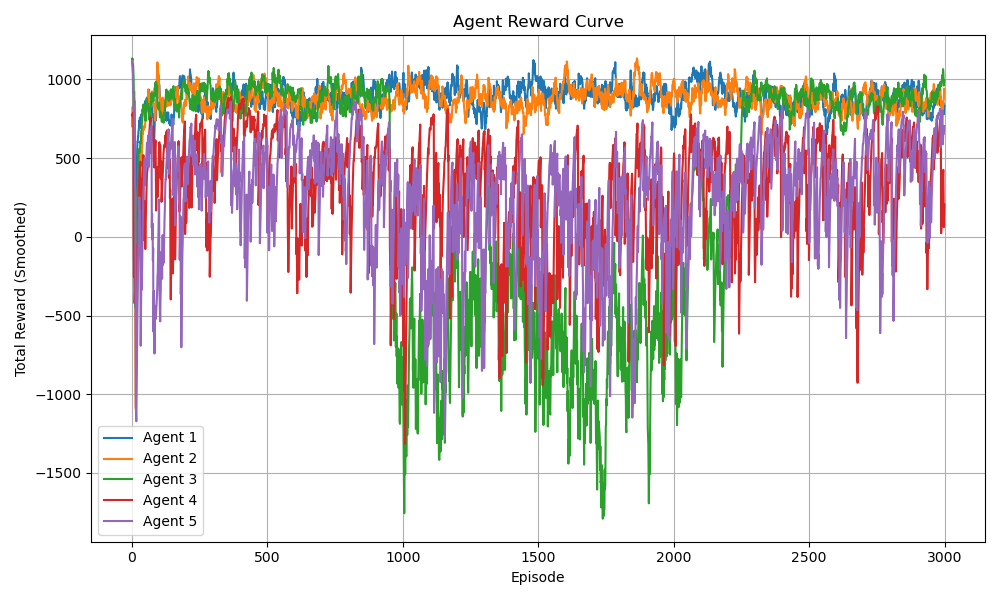 Agent Reward Curve
Total Reward (Smoothed)
1000
500
0
−500
−1000
−1500
Agent 1
Agent 2
Agent 3
Agent 4
Agent 5
0 500 1000 1500 2000 2500 3000
Episode